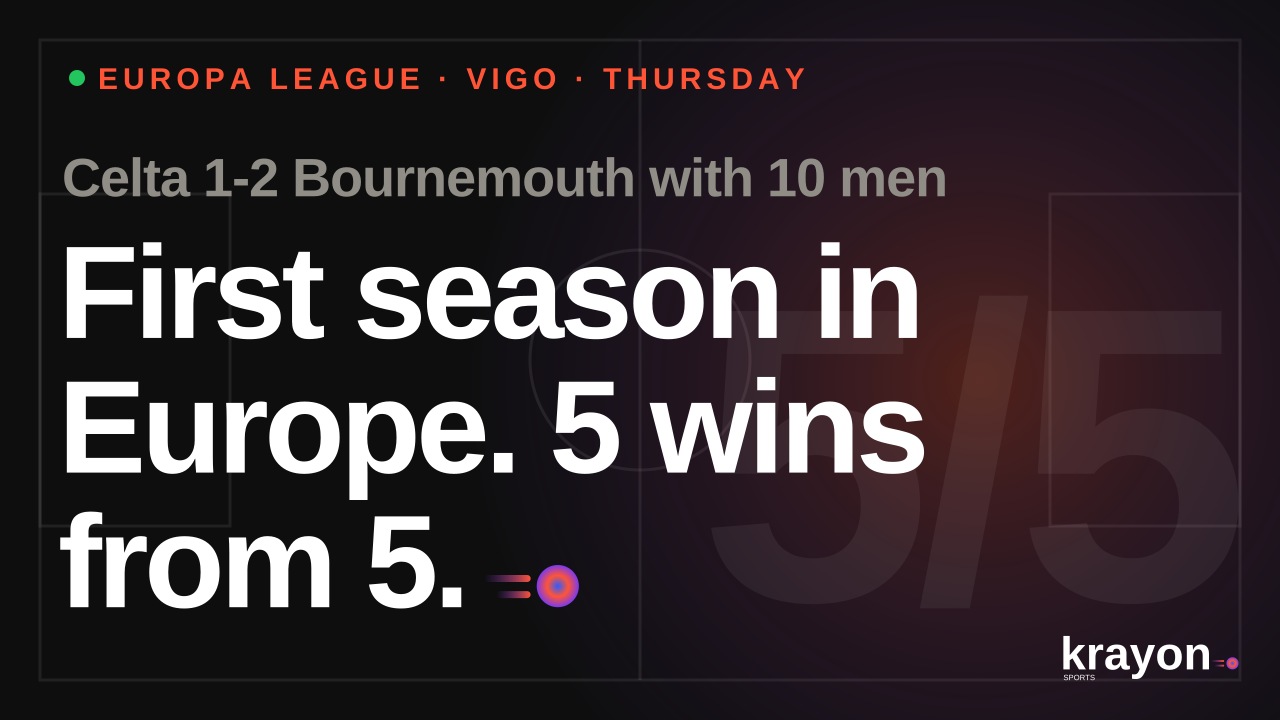 EUROPA LEAGUE · VIGO · THURSDAY
Celta 1-2 Bournemouth with 10 men
First season in
Europe. 5 wins
from 5.
5/5
krayon
SPORTS